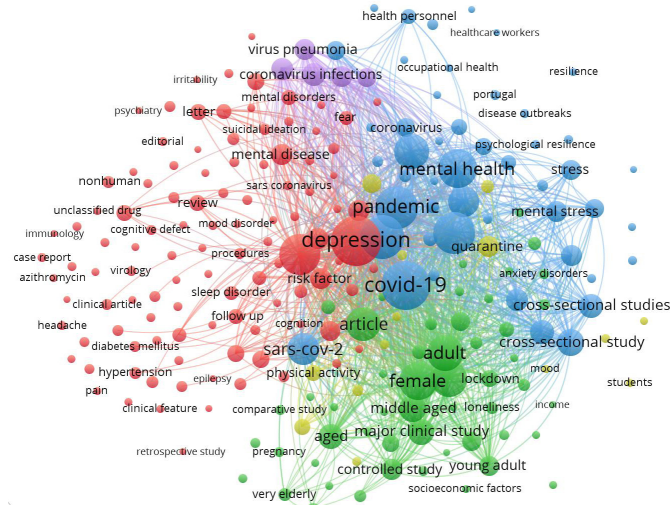 health personnel
healthcare workers
virus pneumonia
occupational health
coronavirus infections
resilience
irritability
mental disorders
portugal
psychiatry
letter
fear
disease outbreaks
suicidal ideation
coronavirus
editorial
psychological resilience
mental disease
mental health
stress
nonhuman
sars coronavirus
review
pandemic
unclassified drug
mental stress
mood disorder
immunology
cognitive defect
depression
quarantine
case report
procedures
virology
anxiety disorders
azithromycin
risk factor
covid-19
sleep disorder
clinical article
cross-sectional studies
follow up
headache
cognition
article
diabetes mellitus
sars-cov-2
cross-sectional study
adult
mood
hypertension
physical activity
epilepsy
female
lockdown
students
pain
clinical feature
comparative study
middle aged
loneliness
income
aged
major clinical study
retrospective study
pregnancy
controlled study
young adult
socioeconomic factors
very elderly